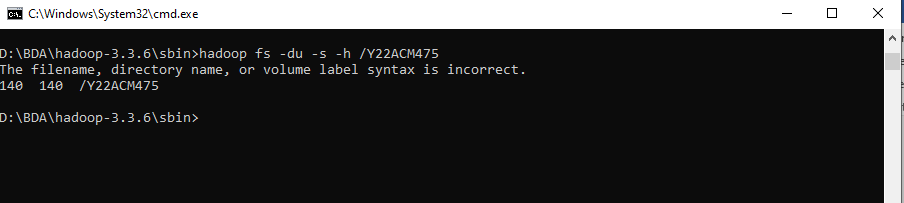 C:\Windows\System32\cmd.exe
D:\BDA\hadoop-3.3.6\sbin>hadoop fs -du -s -h /Y22ACM475
The filename, directory name, or volume label syntax is incorrect.
140  140  /Y22ACM475
D:\BDA\hadoop-3.3.6\sbin>